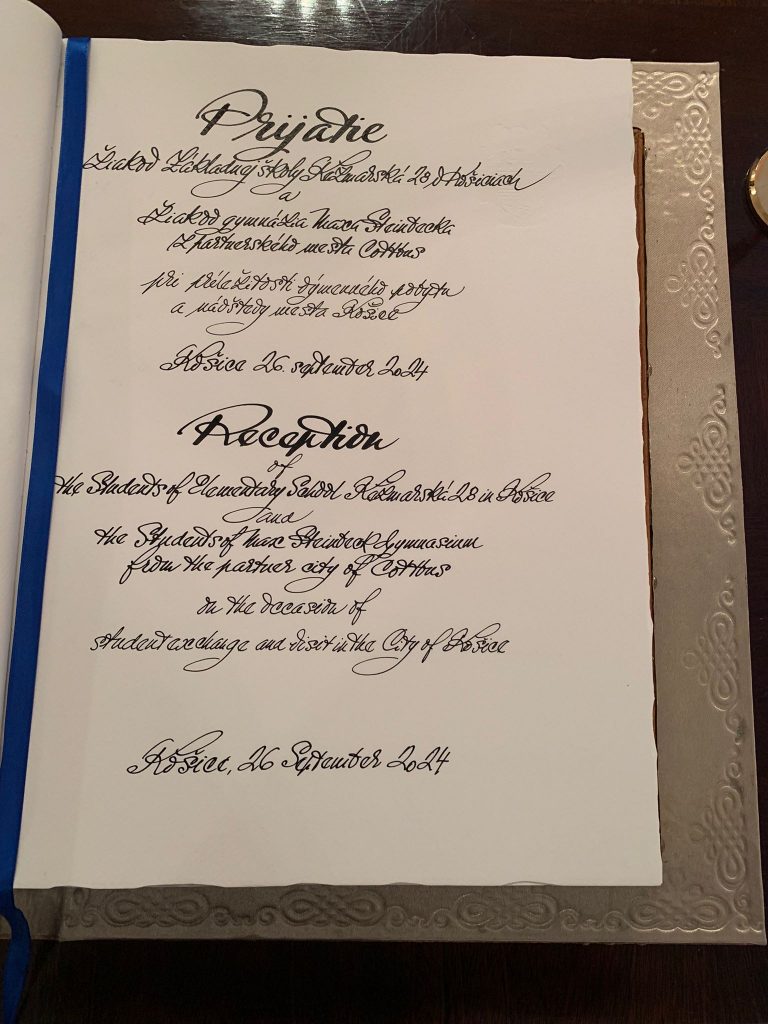 Prijatie
žiakov Základnej školy Kežmarská 28 v Košiciach
a
žiakov gymnázia Maxa Steinbecka
z partnerského mesta Cottbus
pri príležitosti výmenného pobytu
a návštevy mesta Košice
Košice 26. september 2024
Reception
of
the Students of Elementary School Kežmarská 28 in Košice
and
the Students of Max Steinbeck Gymnasium
from the partner city of Cottbus
on the occasion of
student exchange and visit in the City of Košice
Košice, 26 September 2024